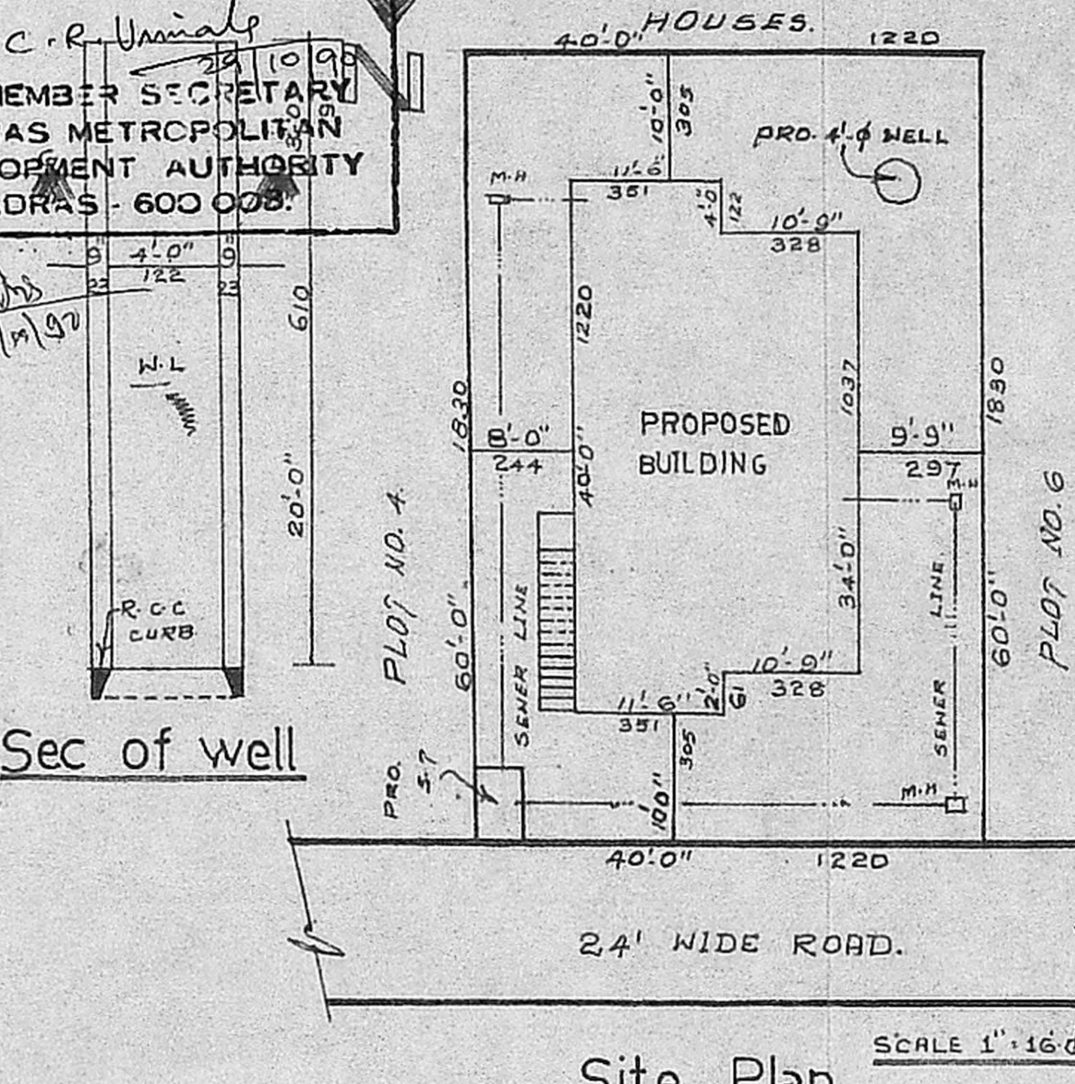 C. R. Uamals
29 10 90
MEMBER SECRETARY
AS METROPOLITAN
OPMENT AUTHORITY
DRAS - 600 008.
9" 4'-0" 9"
23 122 23
610
W.L
20'-0"
R.C.C
CURB
Sec of well
HOUSES.
40'-0" 1220
10'-0"
305
PRO. 4'-φ WELL
M.H
11'-6"
351
4'-0"
122
10'-9"
328
1220
40'-0"
1037
34'-0"
1830
60'-0"
8'-0"
244
PROPOSED
BUILDING
9'-9"
297
M.H
1830
60'-0"
PLOT NO. 4.
PLOT NO. 6
SEWER LINE
SEWER LINE
10'-9"
328
11'-6"
351
2'-0"
61
305
10'0"
PRO.
S.T
M.H
40'-0" 1220
24' WIDE ROAD.
SCALE 1"=16'-0
Site Plan